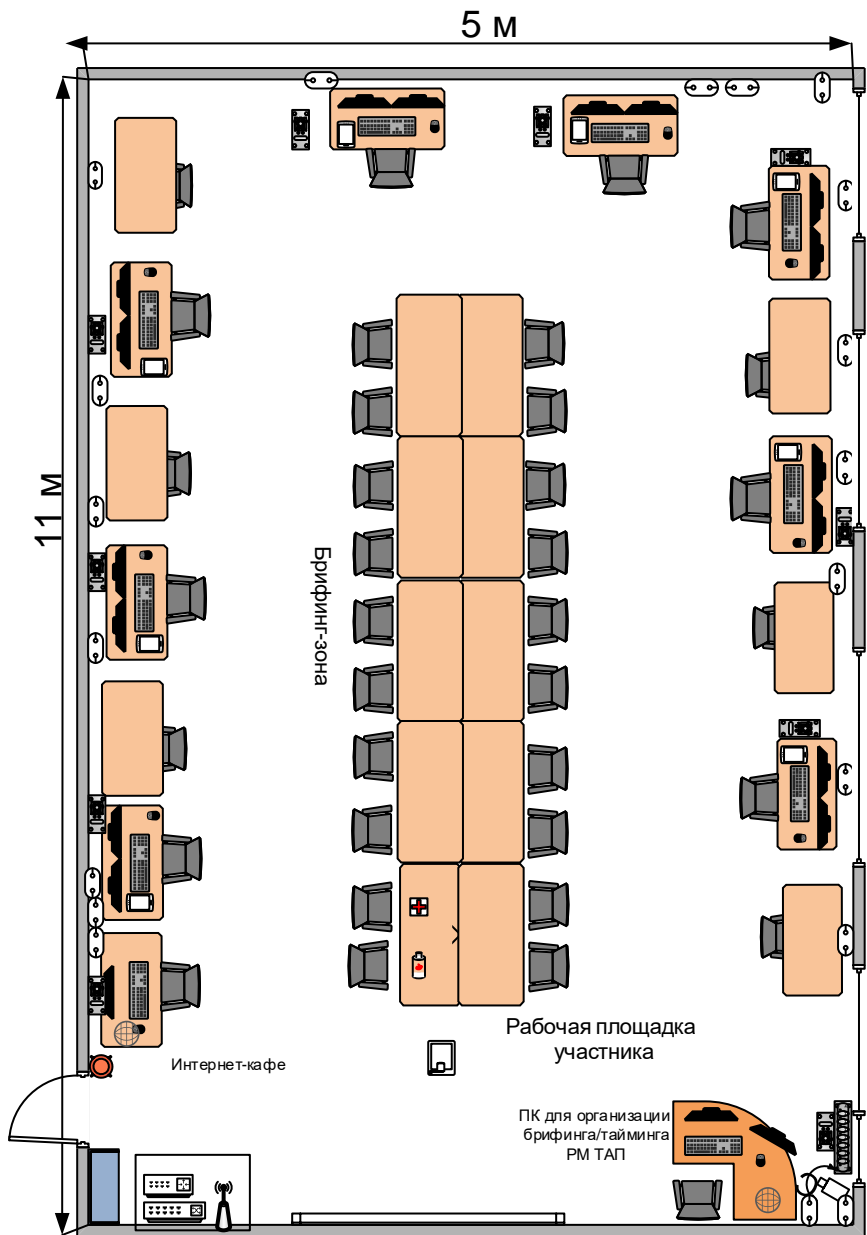 5 м
11 м
Брифинг-зона
Рабочая площадка
участника
Интернет-кафе
ПК для организации
брифинга/тайминга
РМ ТАП